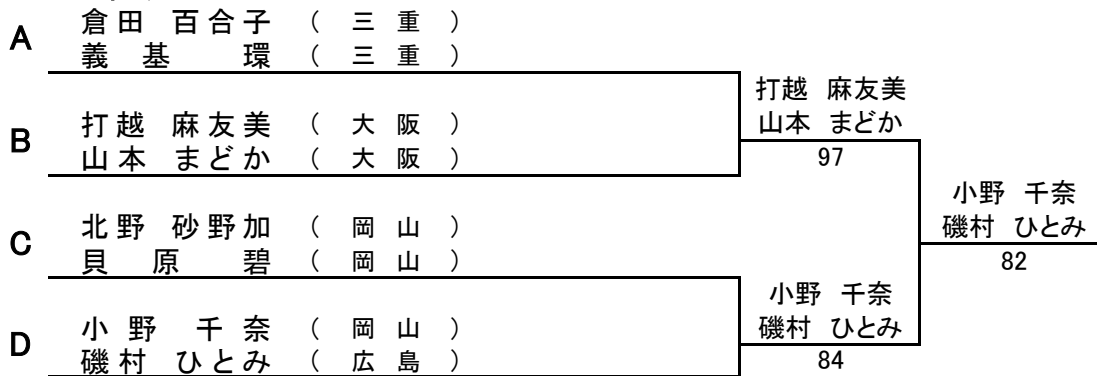 A 倉田 百合子 （ 三 重 ）
義 基 環 （ 三 重 ）
打越 麻友美
山本 まどか
97
B 打越 麻友美 （ 大 阪 ）
山本 まどか （ 大 阪 ）
小野 千奈
磯村 ひとみ
82
C 北野 砂野加 （ 岡 山 ）
貝 原 碧 （ 岡 山 ）
小野 千奈
磯村 ひとみ
84
D 小 野 千 奈 （ 岡 山 ）
磯村 ひとみ （ 広 島 ）